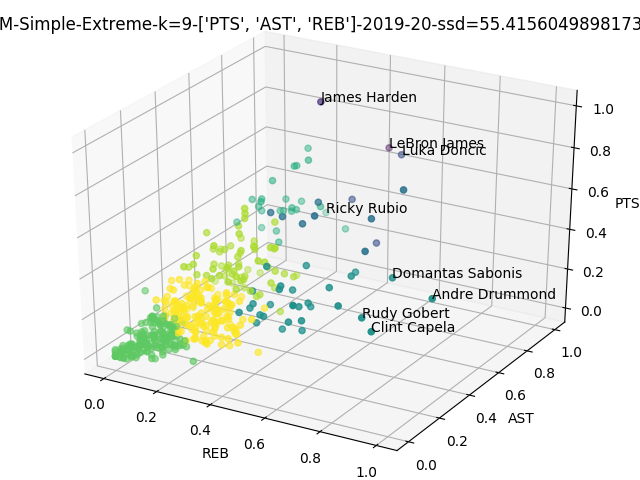 M-Simple-Extreme-k=9-['PTS', 'AST', 'REB']-2019-20-ssd=55.4156049898173
James Harden
LeBron James
Luka Doncic
Ricky Rubio
Domantas Sabonis
Andre Drummond
Rudy Gobert
Clint Capela
1.0
0.8
0.6
PTS
0.4
0.2
0.0
1.0
0.8
0.6
0.4
AST
0.2
0.0
0.0
0.2
0.4
0.6
0.8
1.0
REB